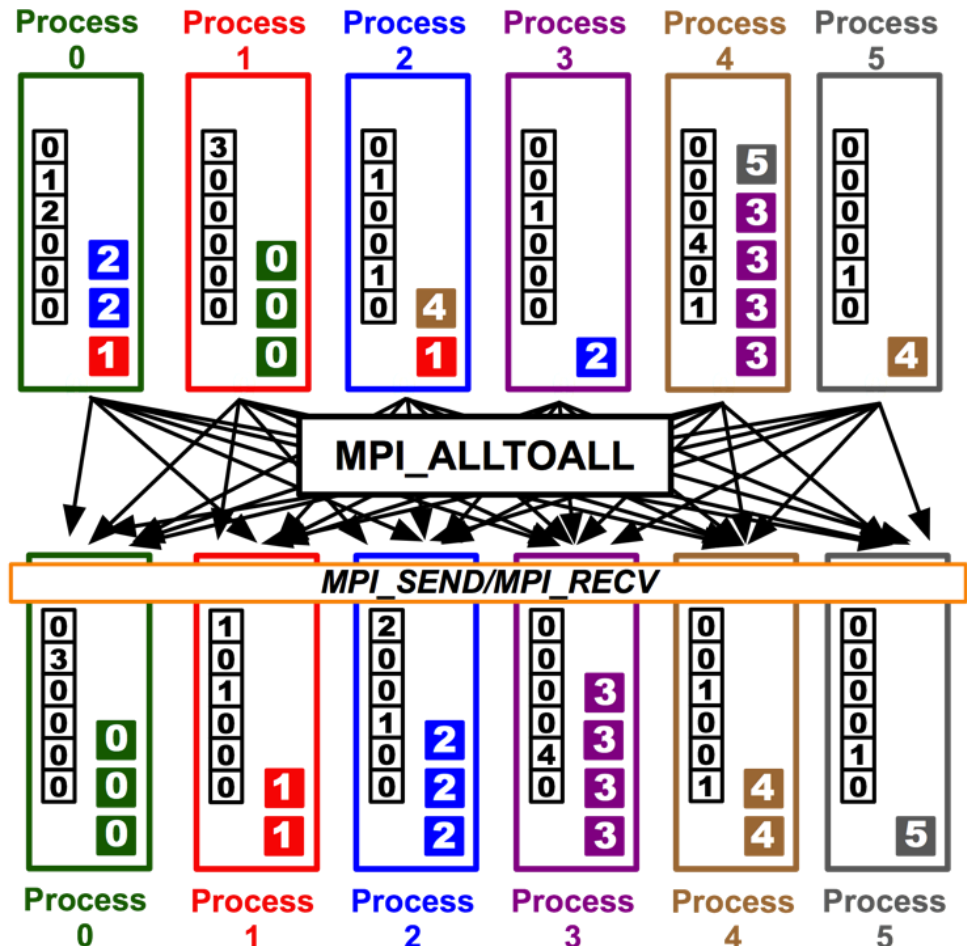 Process Process Process Process Process Process
0 1 2 3 4 5
0 3 0 0 0 0
1 0 1 0 0 5 0
2 0 0 1 0 3 0
0 0 0 0 4 3 0
2 0 0 1 0 0 3 1
0 0 0 0 0 1 0
2 0 4 3
1 0 1 2 3 4
MPI_ALLTOALL
MPI_SEND/MPI_RECV
0 1 2 0 0 0
3 0 0 0 0 0
0 1 0 0 3 1 0
0 0 1 0 0 0
0 0 0 2 4 3 0 1
0 0 1 0 2 0 3 1 4 0
0 1 2 3 4 5
Process Process Process Process Process Process
0 1 2 3 4 5